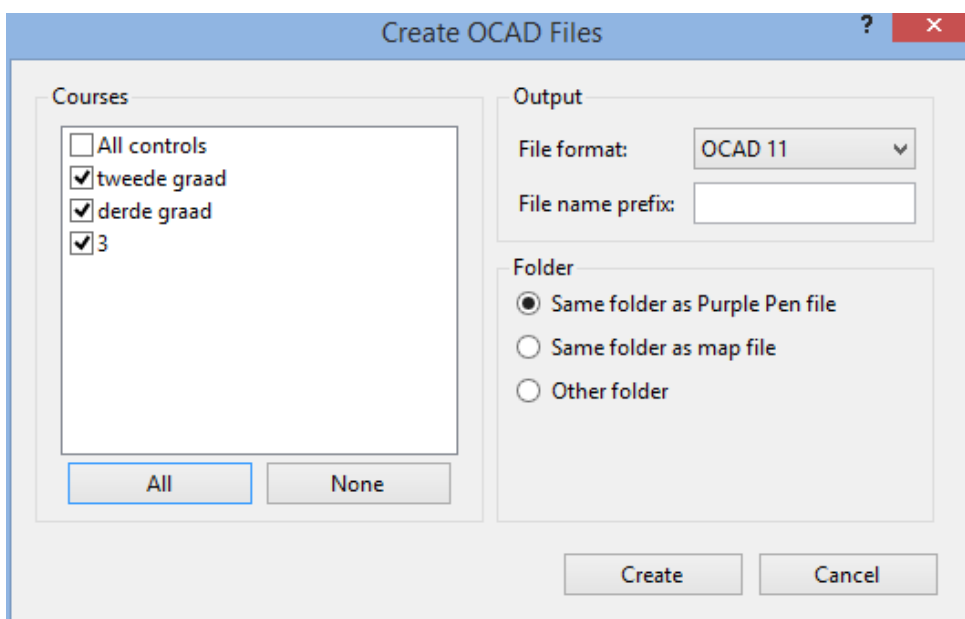 Create OCAD Files
?
Courses
All controls
tweede graad
derde graad
3
All
None
Output
File format:
OCAD 11
File name prefix:
Folder
Same folder as Purple Pen file
Same folder as map file
Other folder
Create
Cancel